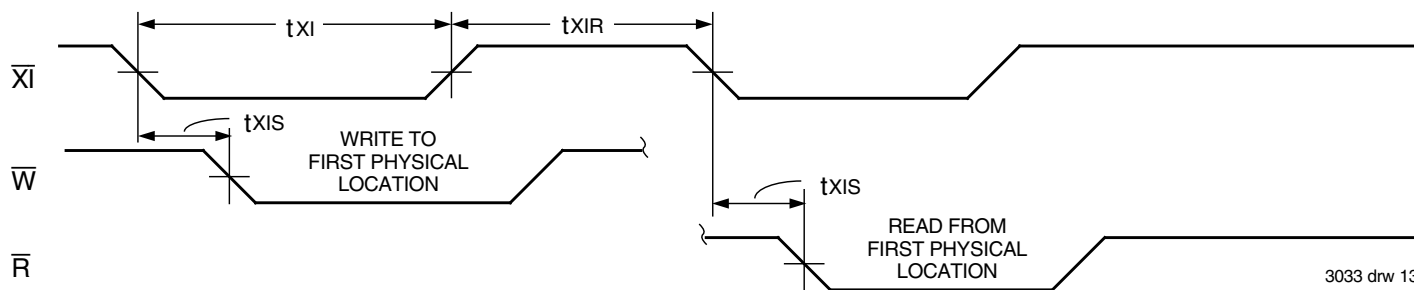 tXI
tXIR
XI
tXIS
WRITE TO
FIRST PHYSICAL
LOCATION
W
tXIS
READ FROM
FIRST PHYSICAL
LOCATION
R
3033 drw 13